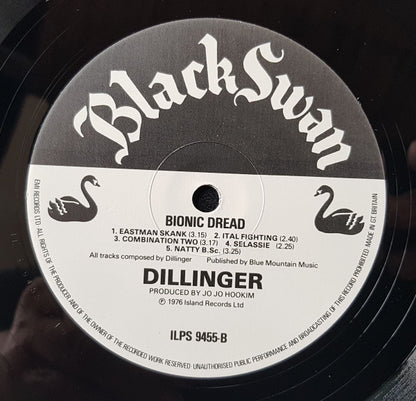 Black Swan
BIONIC DREAD
1. EASTMAN SKANK (3.15) 2. ITAL FIGHTING (2.40)
3. COMBINATION TWO (3.17) 4. SELASSIE (2.25)
5. NATTY B.Sc. (3.25)
All tracks composed by Dillinger Published by Blue Mountain Music
DILLINGER
PRODUCED BY JO JO HOOKIM
℗ 1976 Island Records Ltd
ILPS 9455-B
EMI RECORDS LTD ALL RIGHTS OF THE PRODUCER AND OF THE OWNER OF THE RECORDED WORK RESERVED UNAUTHORISED PUBLIC PERFORMANCE AND BROADCASTING OF THIS RECORD PROHIBITED MADE IN GT BRITAIN